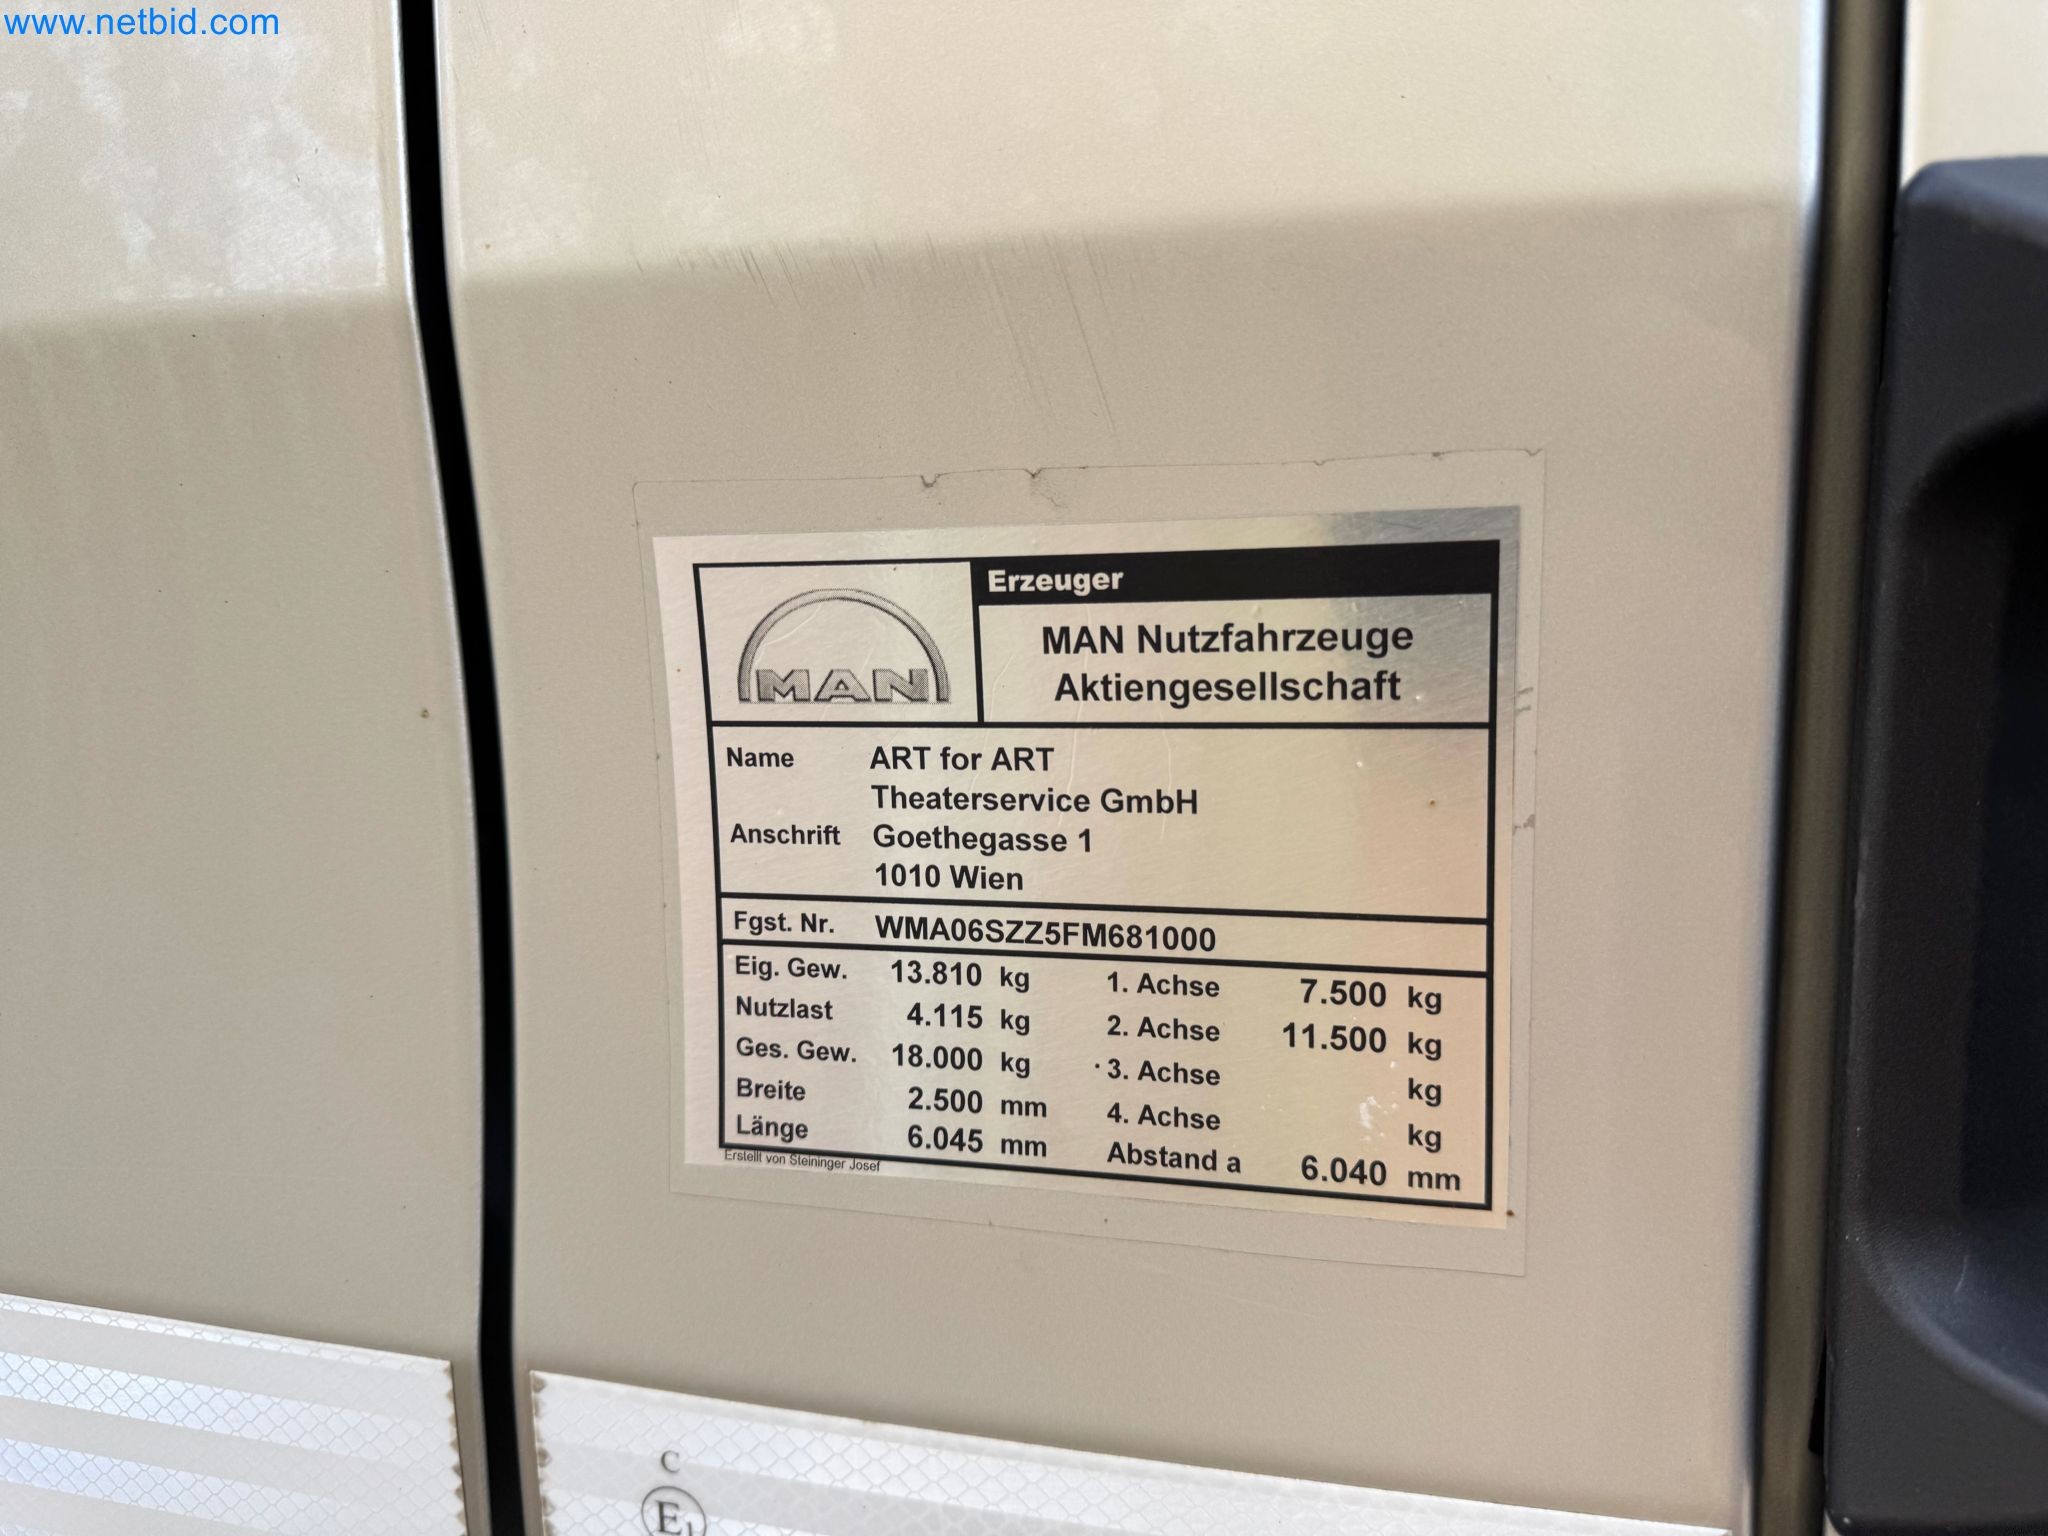 www.netbid.com
MAN
Erzeuger
MAN Nutzfahrzeuge
Aktiengesellschaft
Name ART for ART
Theaterservice GmbH
Anschrift Goethegasse 1
1010 Wien
Fgst. Nr. WMA06SZZ5FM681000
Eig. Gew. 13.810 kg 1. Achse 7.500 kg
Nutzlast 4.115 kg 2. Achse 11.500 kg
Ges. Gew. 18.000 kg 3. Achse kg
Breite 2.500 mm 4. Achse kg
Länge 6.045 mm Abstand a 6.040 mm
Erstellt von Steininger Josef
C
E1